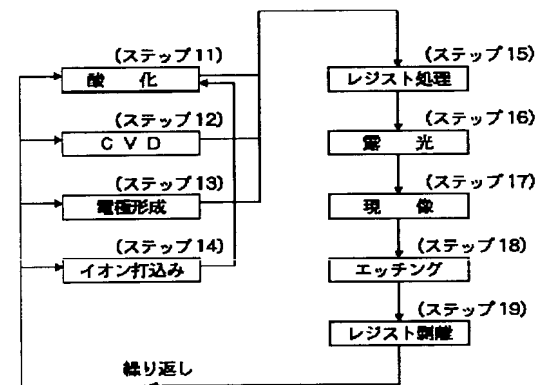 (ステップ11)
酸 化
(ステップ12)
C V D
(ステップ13)
電極形成
(ステップ14)
イオン打込み
(ステップ15)
レジスト処理
(ステップ16)
露 光
(ステップ17)
現 像
(ステップ18)
エッチング
(ステップ19)
レジスト剥離
繰り返し